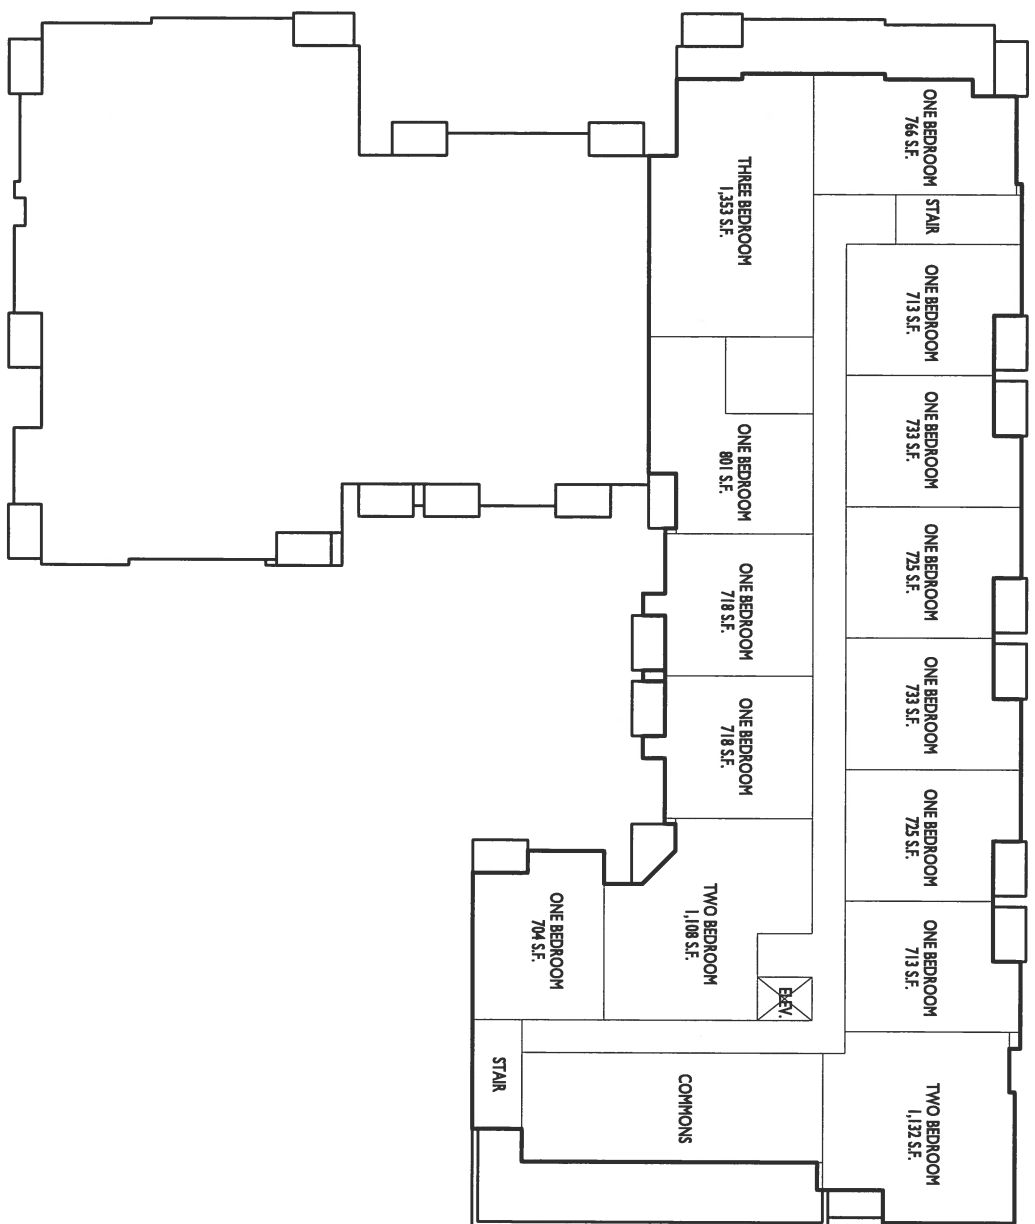 ONE BEDROOM
766 S.F.
STAIR
ONE BEDROOM
713 S.F.
ONE BEDROOM
733 S.F.
ONE BEDROOM
725 S.F.
ONE BEDROOM
733 S.F.
ONE BEDROOM
725 S.F.
ONE BEDROOM
713 S.F.
TWO BEDROOM
1,132 S.F.
THREE BEDROOM
1,353 S.F.
ONE BEDROOM
801 S.F.
ONE BEDROOM
718 S.F.
ONE BEDROOM
718 S.F.
TWO BEDROOM
1,108 S.F.
ELEV.
COMMONS
ONE BEDROOM
704 S.F.
STAIR